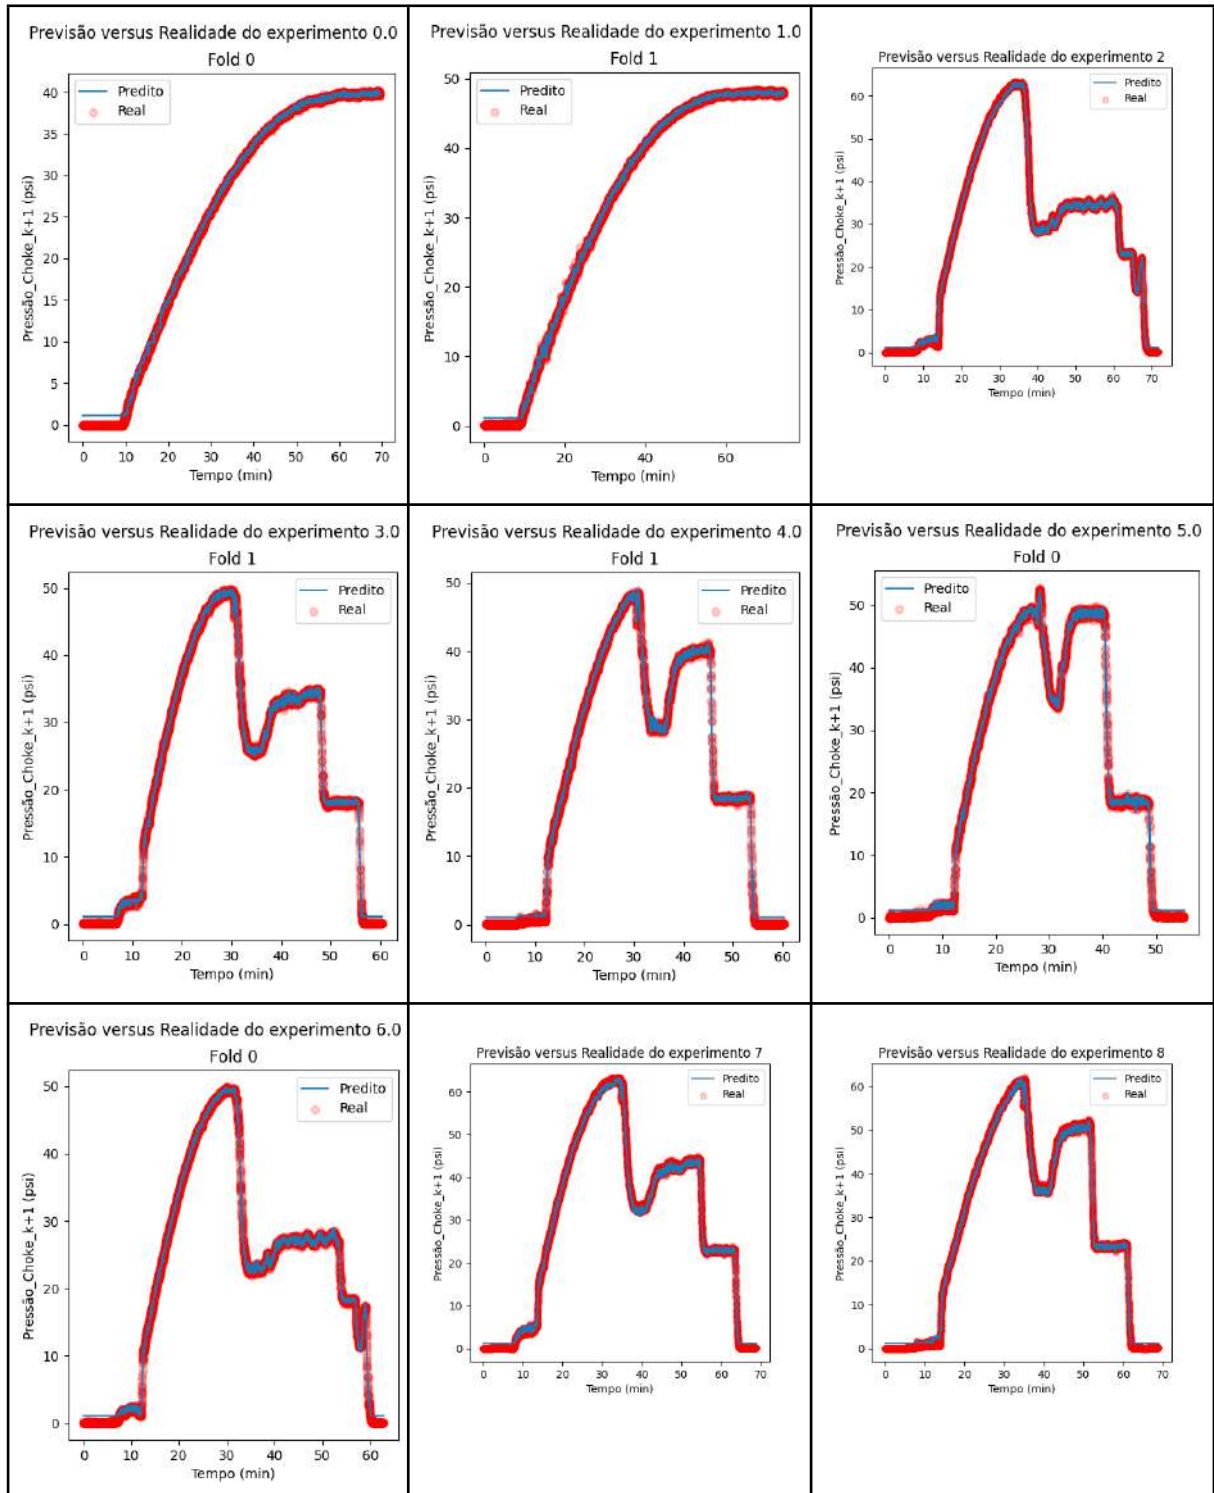 Previsão versus Realidade do experimento 0.0
Fold 0
Predito
Real
40
35
30
25
20
15
10
5
0
Pressão_Choke_k+1 (psi)
0 10 20 30 40 50 60 70
Tempo (min)
Previsão versus Realidade do experimento 1.0
Fold 1
Predito
Real
50
40
30
20
10
0
Pressão_Choke_k+1 (psi)
0 20 40 60
Tempo (min)
Previsão versus Realidade do experimento 2
Predito
Real
60
50
40
30
20
10
0
Pressão_Choke_k+1 (psi)
0 10 20 30 40 50 60 70
Tempo (min)
Previsão versus Realidade do experimento 3.0
Fold 1
Predito
Real
50
40
30
20
10
0
Pressão_Choke_k+1 (psi)
0 10 20 30 40 50 60
Tempo (min)
Previsão versus Realidade do experimento 4.0
Fold 1
Predito
Real
50
40
30
20
10
0
Pressão_Choke_k+1 (psi)
0 10 20 30 40 50 60
Tempo (min)
Previsão versus Realidade do experimento 5.0
Fold 0
Predito
Real
50
40
30
20
10
0
Pressão_Choke_k+1 (psi)
0 10 20 30 40 50
Tempo (min)
Previsão versus Realidade do experimento 6.0
Fold 0
Predito
Real
50
40
30
20
10
0
Pressão_Choke_k+1 (psi)
0 10 20 30 40 50 60
Tempo (min)
Previsão versus Realidade do experimento 7
Predito
Real
60
50
40
30
20
10
0
Pressão_Choke_k+1 (psi)
0 10 20 30 40 50 60 70
Tempo (min)
Previsão versus Realidade do experimento 8
Predito
Real
60
50
40
30
20
10
0
Pressão_Choke_k+1 (psi)
0 10 20 30 40 50 60 70
Tempo (min)